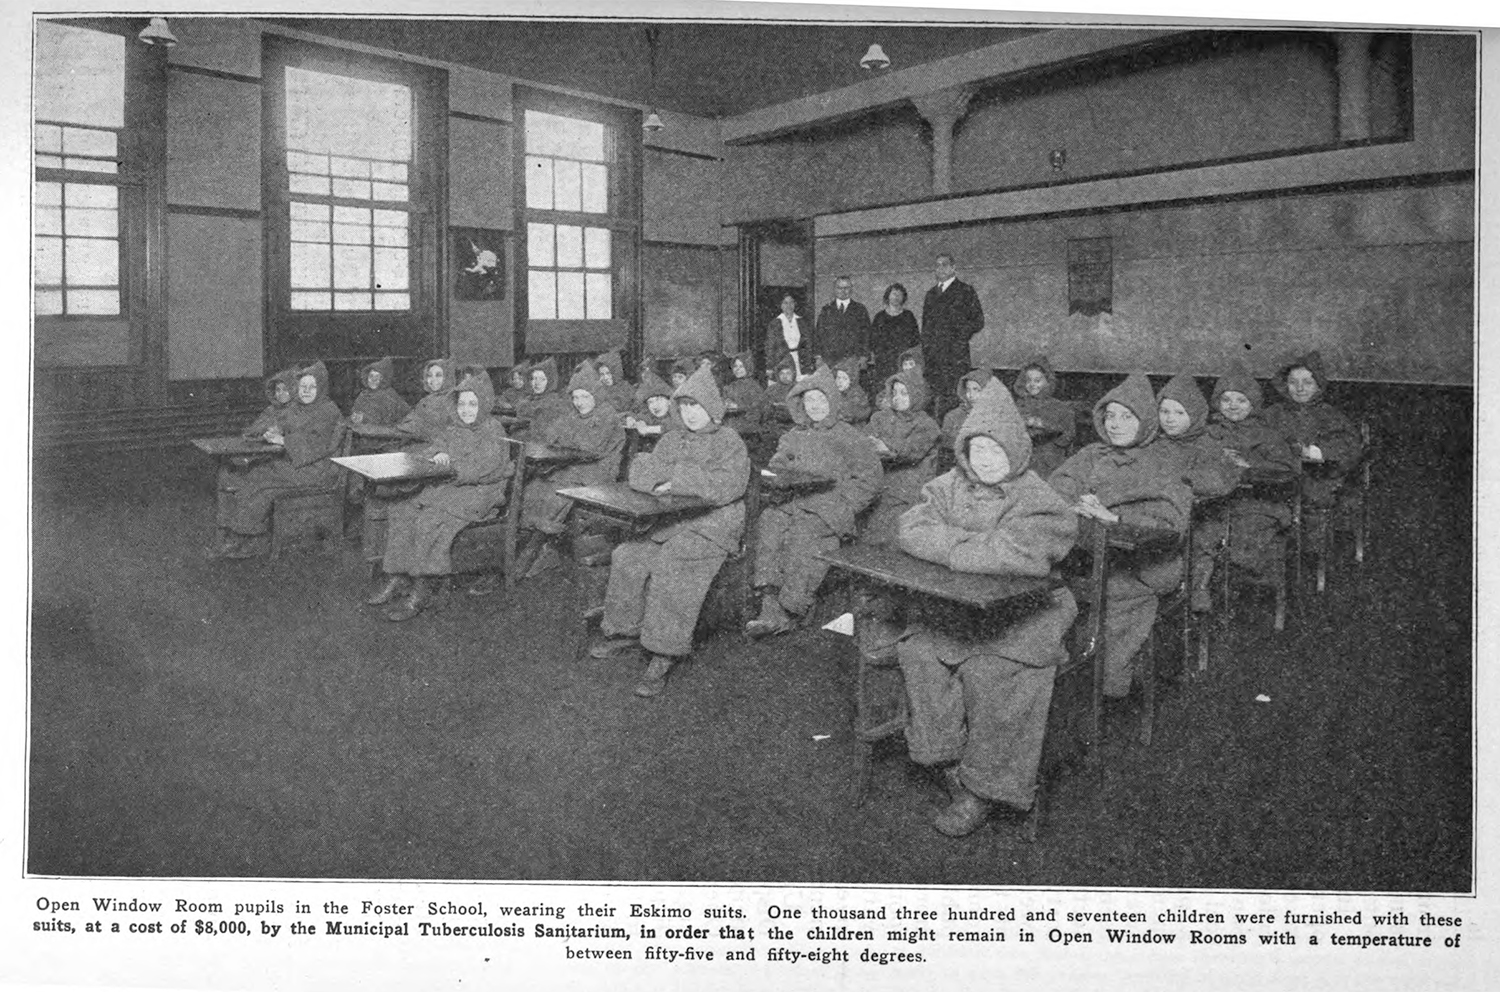 Open Window Room pupils in the Foster School, wearing their Eskimo suits. One thousand three hundred and seventeen children were furnished with these
suits, at a cost of $8,000, by the Municipal Tuberculosis Sanitarium, in order that the children might remain in Open Window Rooms with a temperature of
between fifty-five and fifty-eight degrees.